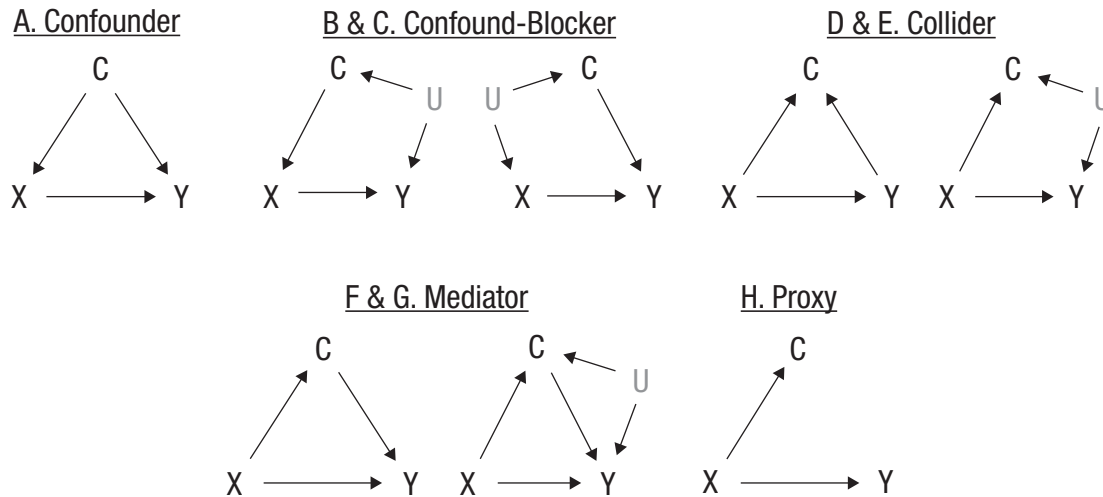 A. Confounder
B & C. Confound-Blocker
D & E. Collider
C
C
U
U
C
C
C
U
X
Y
X
Y
X
Y
X
Y
X
Y
F & G. Mediator
H. Proxy
C
C
U
C
X
Y
X
Y
X
Y